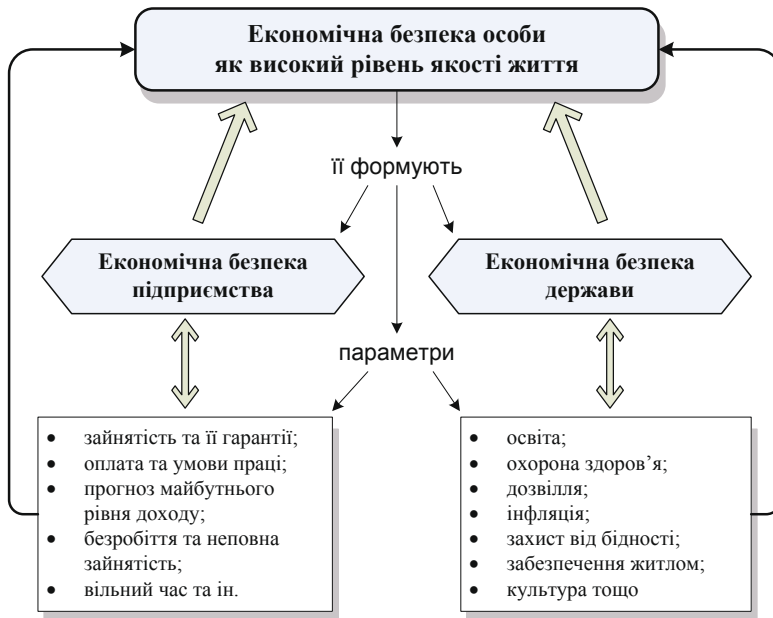 Економічна безпека особи
як високий рівень якості життя
її формують
Економічна безпека
підприємства
Економічна безпека
держави
параметри
• зайнятість та її гарантії;
• оплата та умови праці;
• прогноз майбутнього
рівня доходу;
• безробіття та неповна
зайнятість;
• вільний час та ін.
• освіта;
• охорона здоров’я;
• дозвілля;
• інфляція;
• захист від бідності;
• забезпечення житлом;
• культура тощо